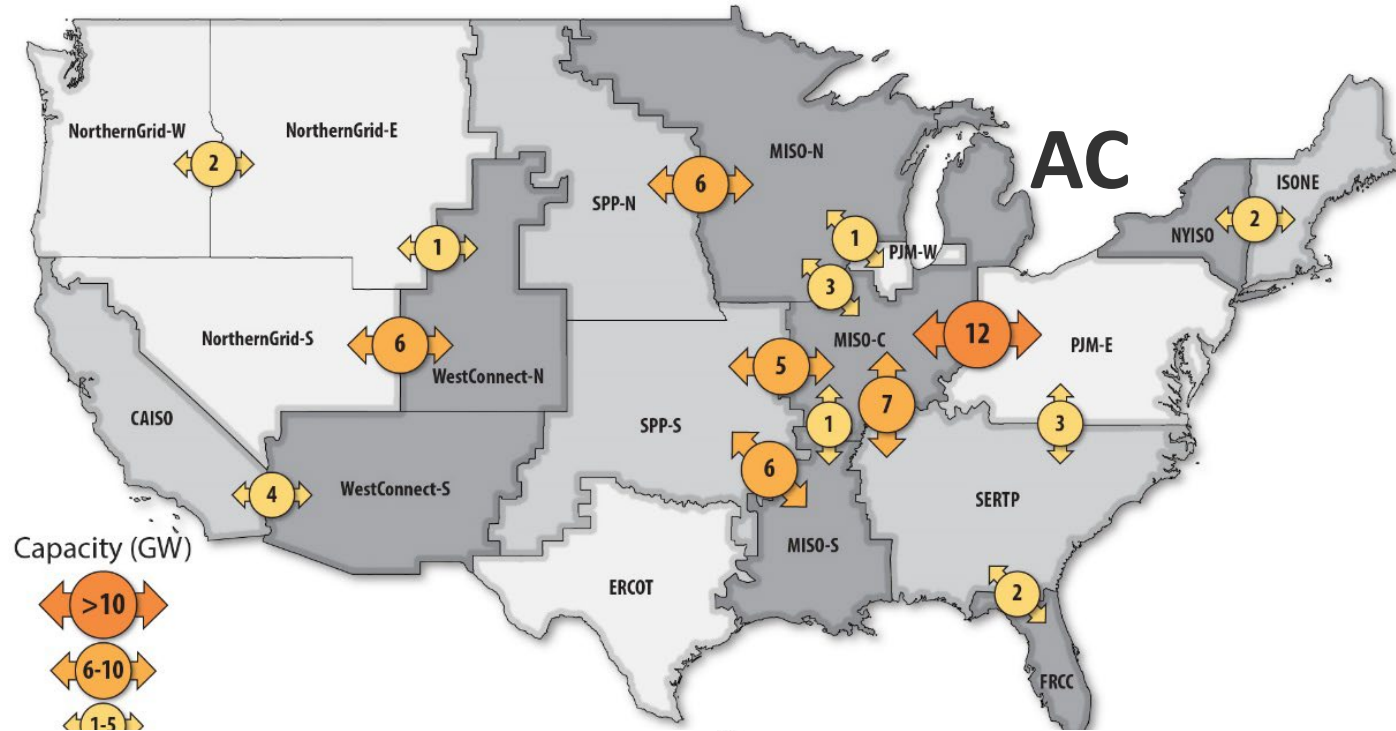 AC
NorthernGrid-W
NorthernGrid-E
2
MISO-N
ISONE
6
SPP-N
2
NYISO
1
1
PJM-W
3
NorthernGrid-S
6
MISO-C
12
PJM-E
5
WestConnect-N
7
CAISO
SPP-S
1
3
6
4
WestConnect-S
SERTP
Capacity (GW)
MISO-S
ERCOT
2
>10
6-10
FRCC
1-5